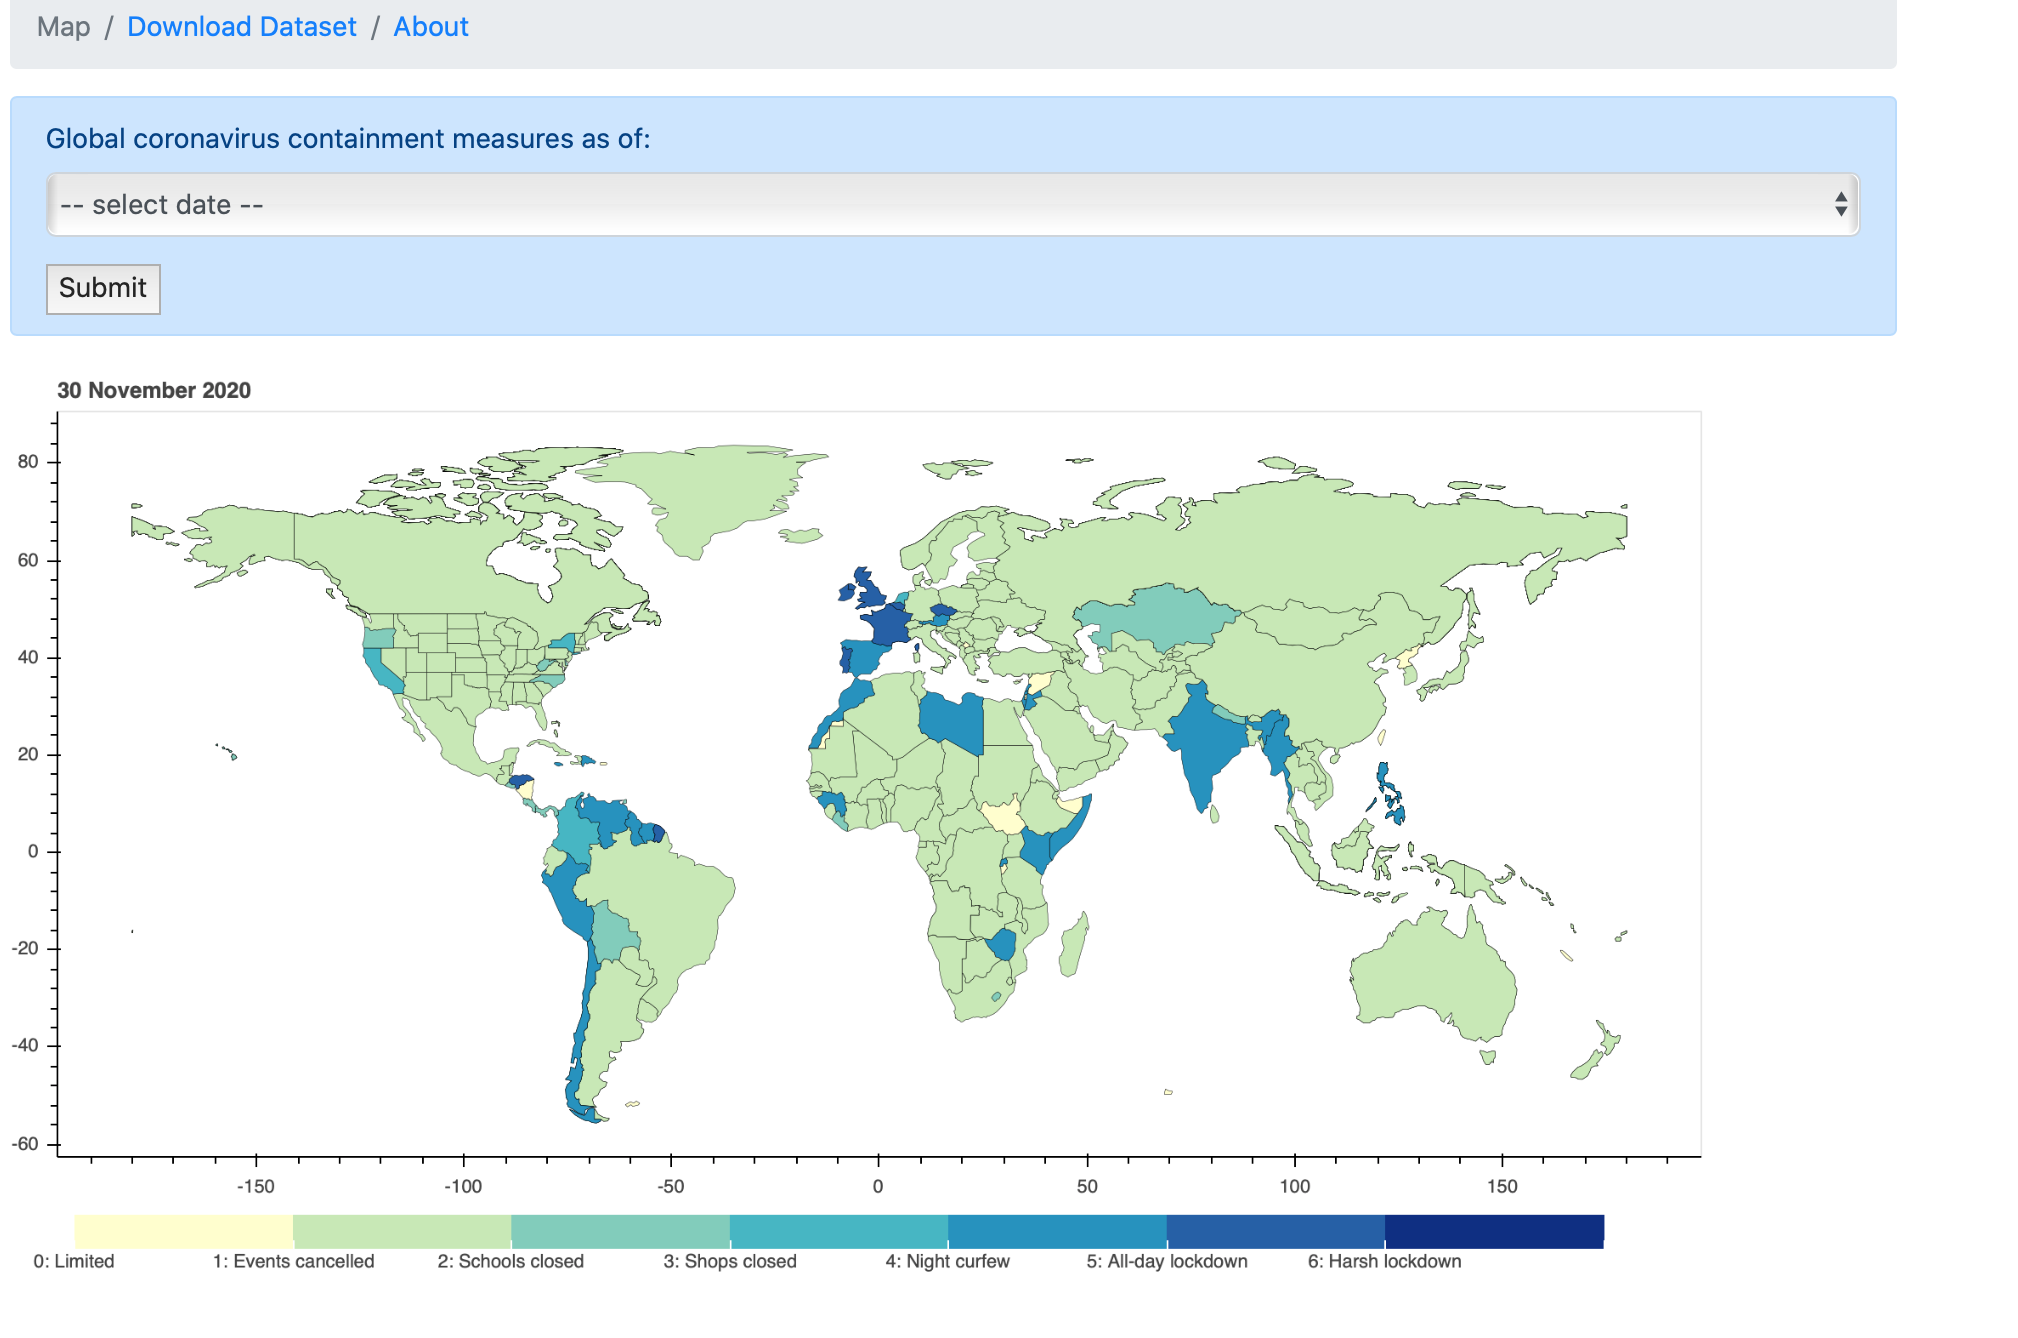 Map / Download Dataset / About
Global coronavirus containment measures as of:
-- select date --
Submit
30 November 2020
80
60
40
20
0
-20
-40
-60
-150 -100 -50 0 50 100 150
0: Limited 1: Events cancelled 2: Schools closed 3: Shops closed 4: Night curfew 5: All-day lockdown 6: Harsh lockdown